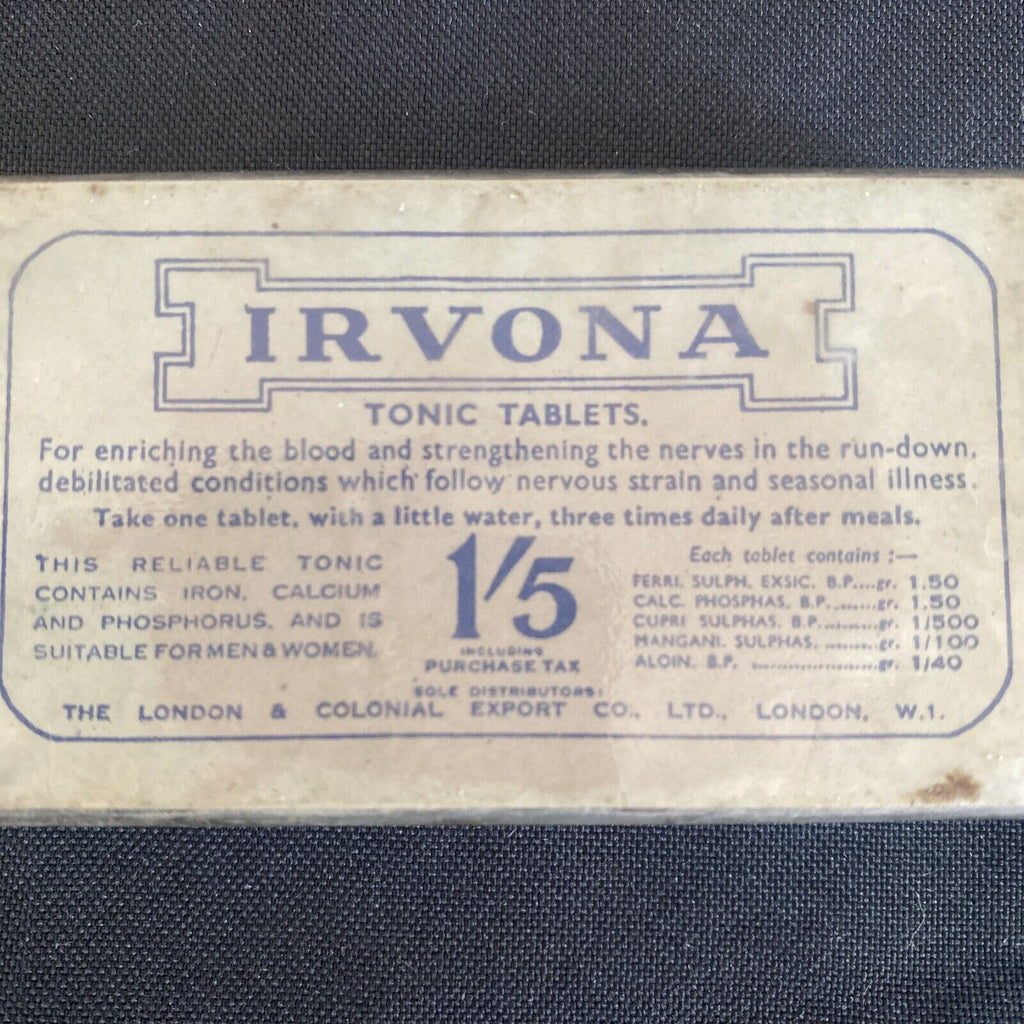 IRVONA
TONIC TABLETS.
For enriching the blood and strengthening the nerves in the run-down,
debilitated conditions which follow nervous strain and seasonal illness.
Take one tablet, with a little water, three times daily after meals.
THIS RELIABLE TONIC
CONTAINS IRON, CALCIUM
AND PHOSPHORUS, AND IS
SUITABLE FOR MEN & WOMEN.
1/5
INCLUDING
PURCHASE TAX
Each tablet contains :—
FERRI. SULPH. EXSIC. B.P....gr. 1.50
CALC. PHOSPHAS. B.P.........gr. 1.50
CUPRI SULPHAS. B.P..........gr. 1/500
MANGANI. SULPHAS. ........gr. 1/100
ALOIN. B.P. ...................gr. 1/40
SOLE DISTRIBUTORS:
THE LONDON & COLONIAL EXPORT CO., LTD., LONDON, W.1.